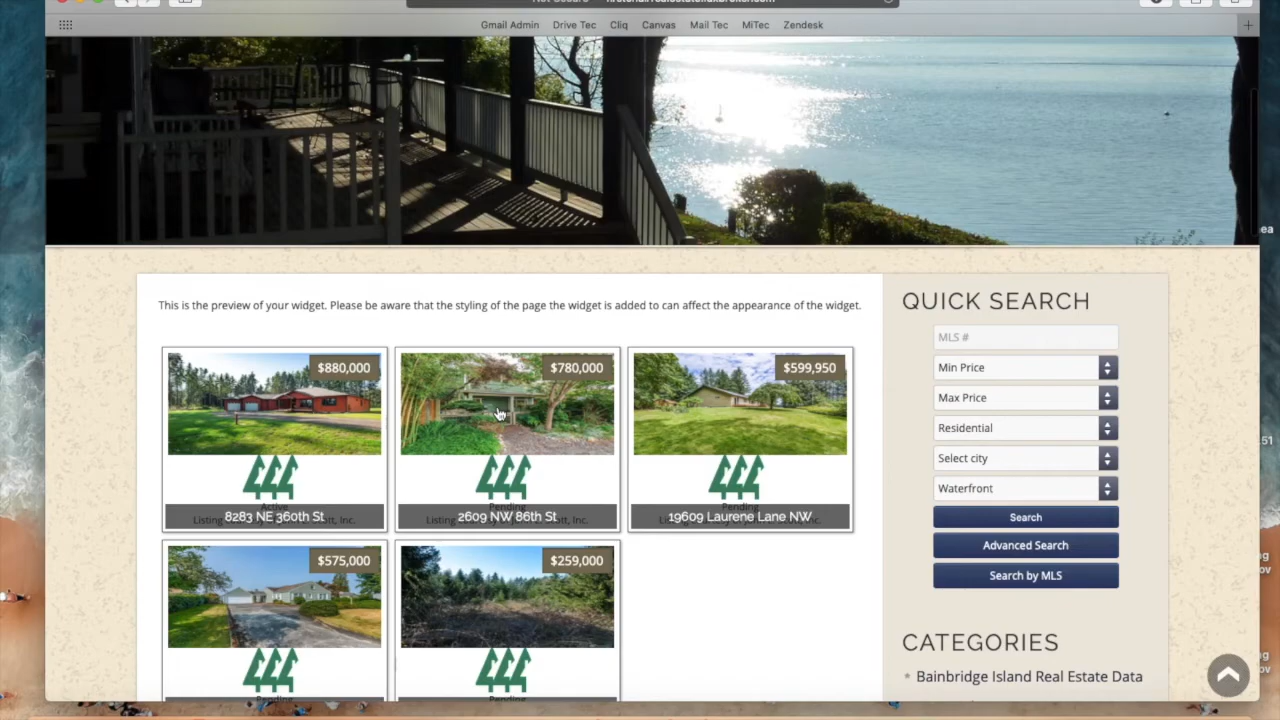 Gmail Admin Drive Tec Cliq Canvas Mail Tec MiTec Zendesk
This is the preview of your widget. Please be aware that the styling of the page the widget is added to can affect the appearance of the widget.
$880,000
8283 NE 360th St
$780,000
Pending
2609 NW 86th St
$599,950
Pending
19609 Laurene Lane NW
$575,000
Pending
$259,000
Pending
QUICK SEARCH
MLS #
Min Price
Max Price
Residential
Select city
Waterfront
Search
Advanced Search
Search by MLS
CATEGORIES
Bainbridge Island Real Estate Data